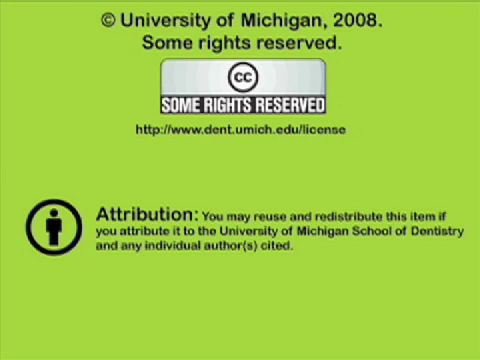 © University of Michigan, 2008.
Some rights reserved.
cc
SOME RIGHTS RESERVED
http://www.dent.umich.edu/license
Attribution: You may reuse and redistribute this item if
you attribute it to the University of Michigan School of Dentistry
and any individual author(s) cited.